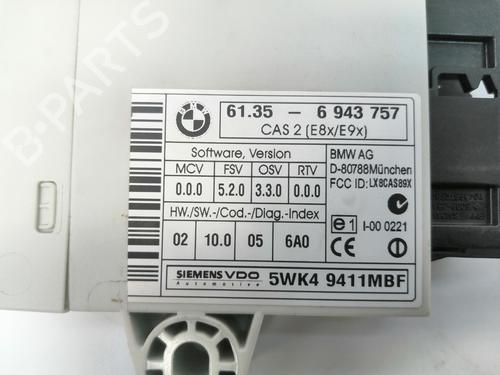 B-PARTS
BMW
61.35 - 6 943 757
CAS 2 (E8x/E9x)
Software, Version
MCV FSV OSV RTV
0.0.0 5.2.0 3.3.0 0.0.0
HW./SW.-/Cod.-/Diag.-Index
02 10.0 05 6A0
BMW AG
D-80788München
FCC ID: LX8CAS89X
e1 I-00 0221
CE
SIEMENS VDO
Automotive
5WK4 9411MBF